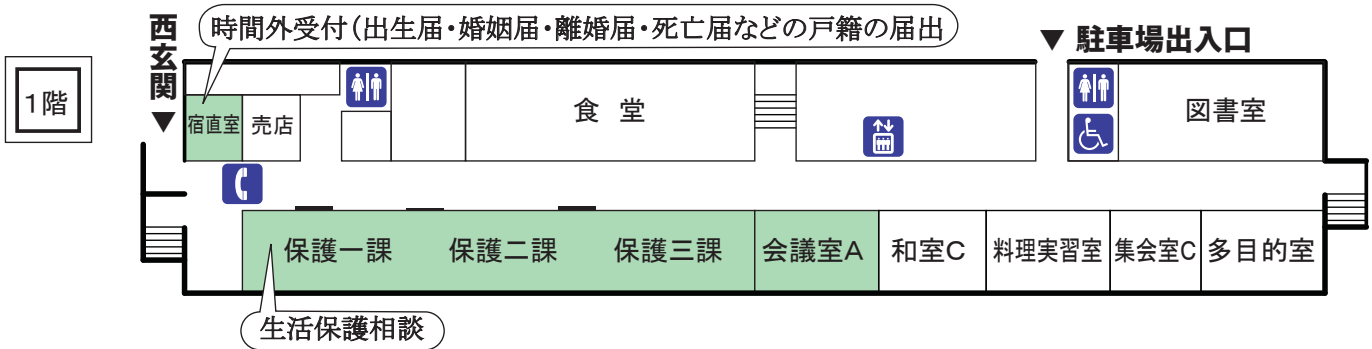 1階
西玄関
▼
時間外受付(出生届・婚姻届・離婚届・死亡届などの戸籍の届出
▼ 駐車場出入口
宿直室
売店
食堂
図書室
保護一課
保護二課
保護三課
会議室A
和室C
料理実習室
集会室C
多目的室
生活保護相談